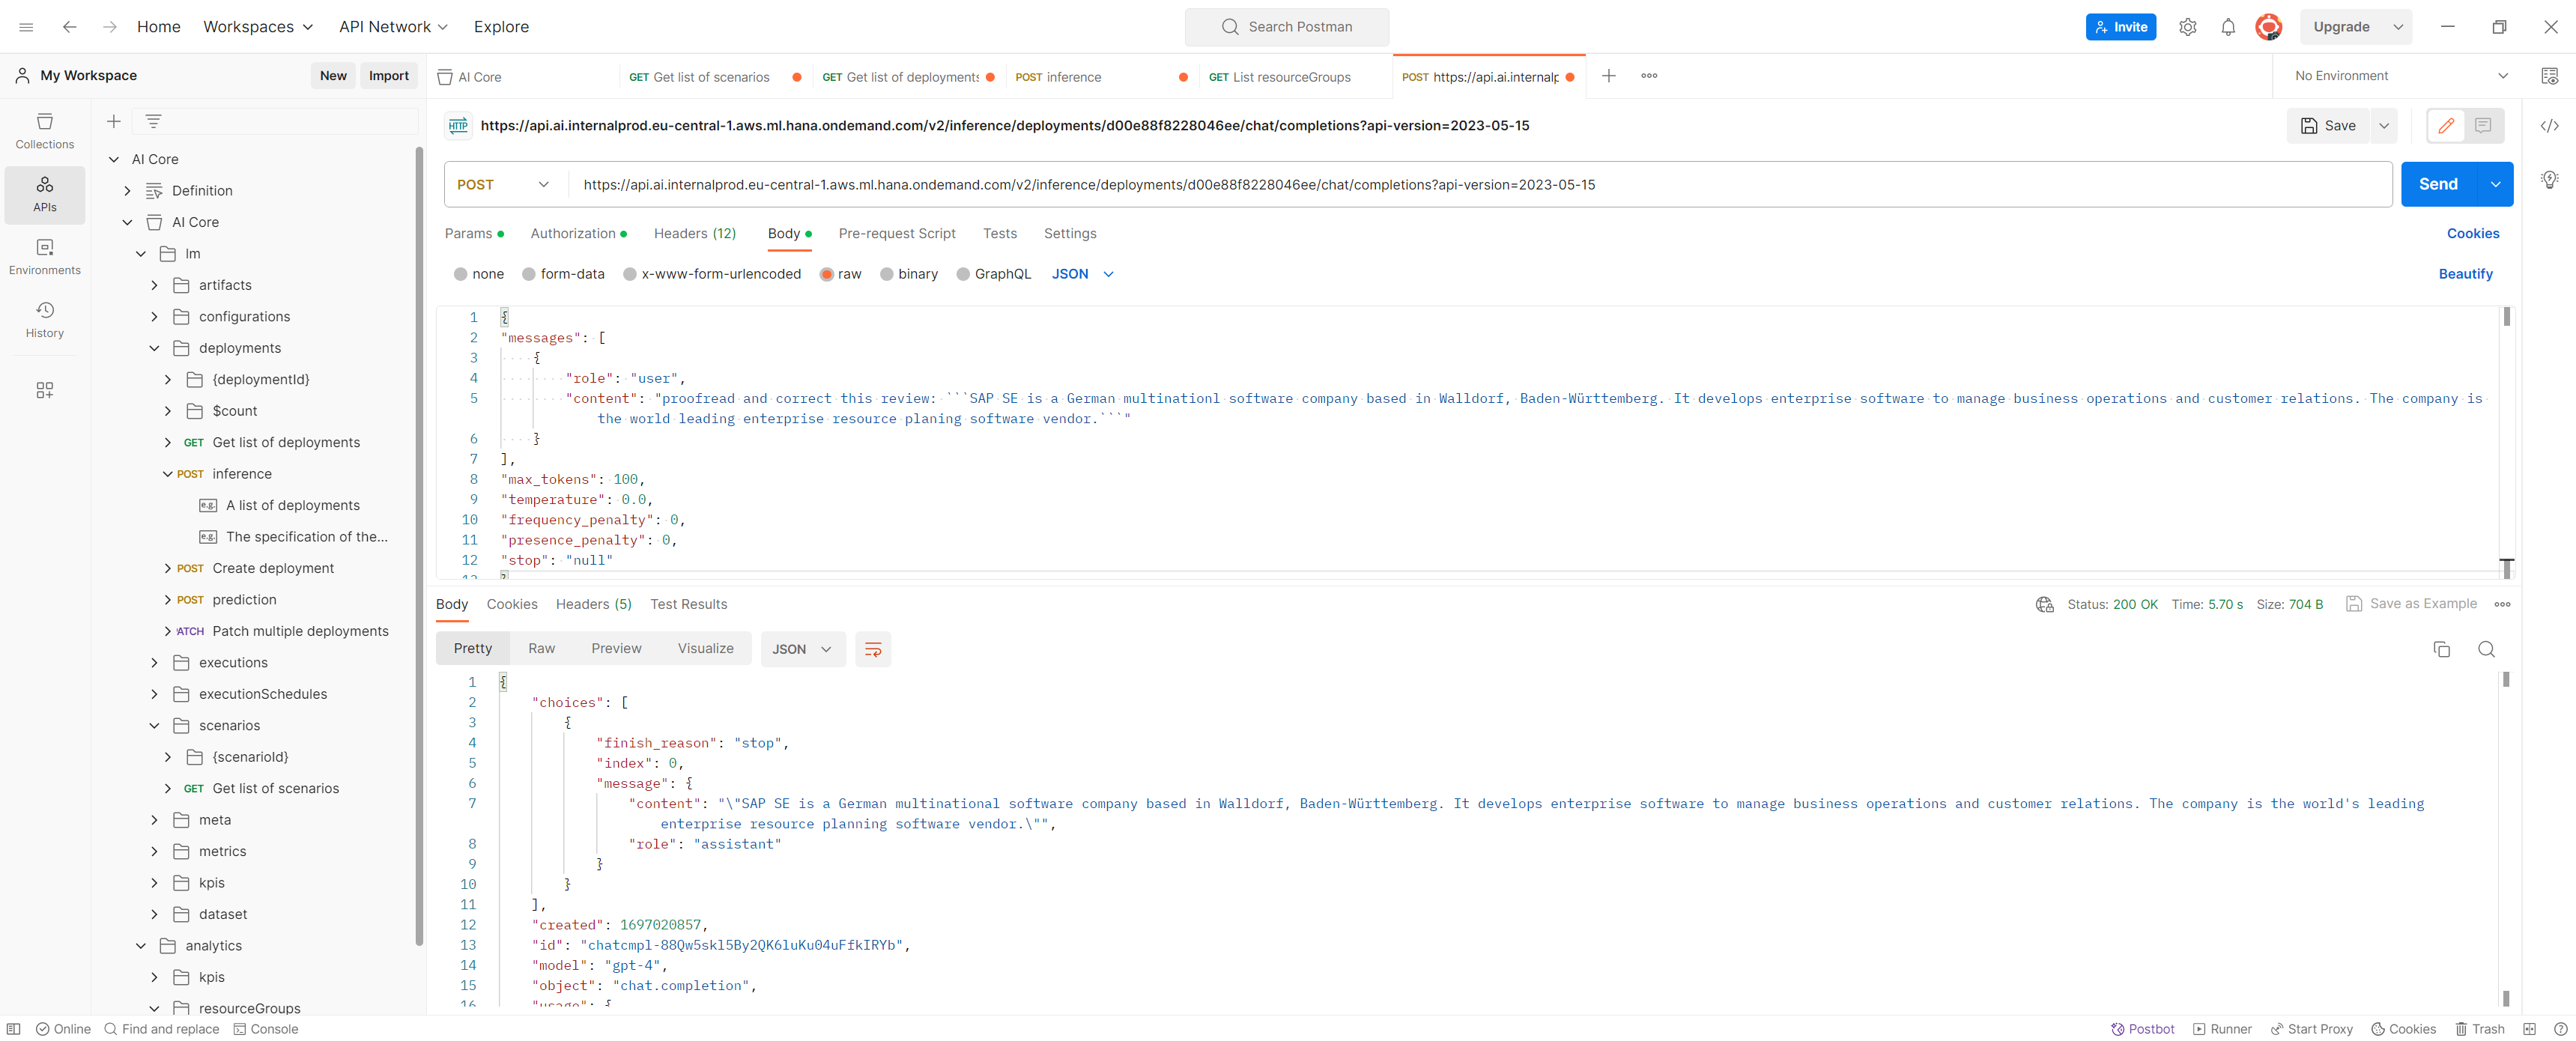 Home Workspaces API Network Explore Search Postman Invite Upgrade
My Workspace New Import
AI Core GET Get list of scenarios GET Get list of deployments POST inference GET List resourceGroups POST https://api.ai.internalp No Environment
Collections
APIs
Environments
History
AI Core
Definition
AI Core
lm
artifacts
configurations
deployments
{deploymentId}
$count
GET Get list of deployments
POST inference
e.g. A list of deployments
e.g. The specification of the...
POST Create deployment
POST prediction
ATCH Patch multiple deployments
executions
executionSchedules
scenarios
{scenarioId}
GET Get list of scenarios
meta
metrics
kpis
dataset
analytics
kpis
resourceGroups
HTTP https://api.ai.internalprod.eu-central-1.aws.ml.hana.ondemand.com/v2/inference/deployments/d00e88f8228046ee/chat/completions?api-version=2023-05-15 Save
POST https://api.ai.internalprod.eu-central-1.aws.ml.hana.ondemand.com/v2/inference/deployments/d00e88f8228046ee/chat/completions?api-version=2023-05-15 Send
Params Authorization Headers (12) Body Pre-request Script Tests Settings Cookies
none form-data x-www-form-urlencoded raw binary GraphQL JSON Beautify
1 {
2 "messages": [
3 {
4 "role": "user",
5 "content": "proofread and correct this review: ```SAP SE is a German multinationl software company based in Walldorf, Baden-Württemberg. It develops enterprise software to manage business operations and customer relations. The company is
the world leading enterprise resource planing software vendor.```"
6 }
7 ],
8 "max_tokens": 100,
9 "temperature": 0.0,
10 "frequency_penalty": 0,
11 "presence_penalty": 0,
12 "stop": "null"
13 }
Body Cookies Headers (5) Test Results Status: 200 OK Time: 5.70 s Size: 704 B Save as Example
Pretty Raw Preview Visualize JSON
1 {
2 "choices": [
3 {
4 "finish_reason": "stop",
5 "index": 0,
6 "message": {
7 "content": "\"SAP SE is a German multinational software company based in Walldorf, Baden-Württemberg. It develops enterprise software to manage business operations and customer relations. The company is the world's leading
enterprise resource planning software vendor.\"",
8 "role": "assistant"
9 }
10 }
11 ],
12 "created": 1697020857,
13 "id": "chatcmpl-88Qw5skl5By2QK6luKu04uFfkIRYb",
14 "model": "gpt-4",
15 "object": "chat.completion",
16 "usage": {
Online Find and replace Console Postbot Runner Start Proxy Cookies Trash